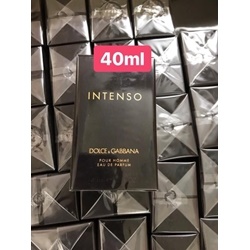 40ml
INTENSO
DOLCE & GABBANA
POUR HOMME
EAU DE PARFUM